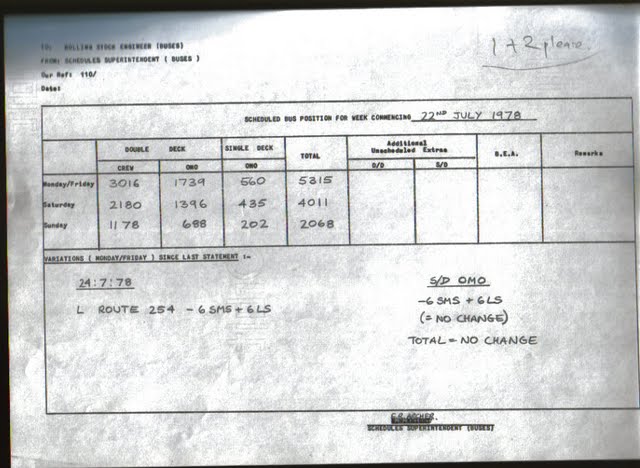 1 + 2 please.
TO: ROLLING STOCK ENGINEER (BUSES)
FROM: SCHEDULES SUPERINTENDENT ( BUSES )
Our Ref: 110/
Date:
SCHEDULED BUS POSITION FOR WEEK COMMENCING 22ND JULY 1978
DOUBLE DECK SINGLE DECK TOTAL Additional Unscheduled Extras B.E.A. Remarks
CREW OMO OMO D/D S/D
Monday/Friday 3016 1739 560 5315
Saturday 2180 1396 435 4011
Sunday 1178 688 202 2068
VARIATIONS ( MONDAY/FRIDAY ) SINCE LAST STATEMENT :-
24:7:78
L ROUTE 254 - 6 SMS + 6 LS
S/D OMO
-6 SMS + 6 LS
(= NO CHANGE)
TOTAL = NO CHANGE
ARCHER.
SCHEDULES SUPERINTENDENT (BUSES)